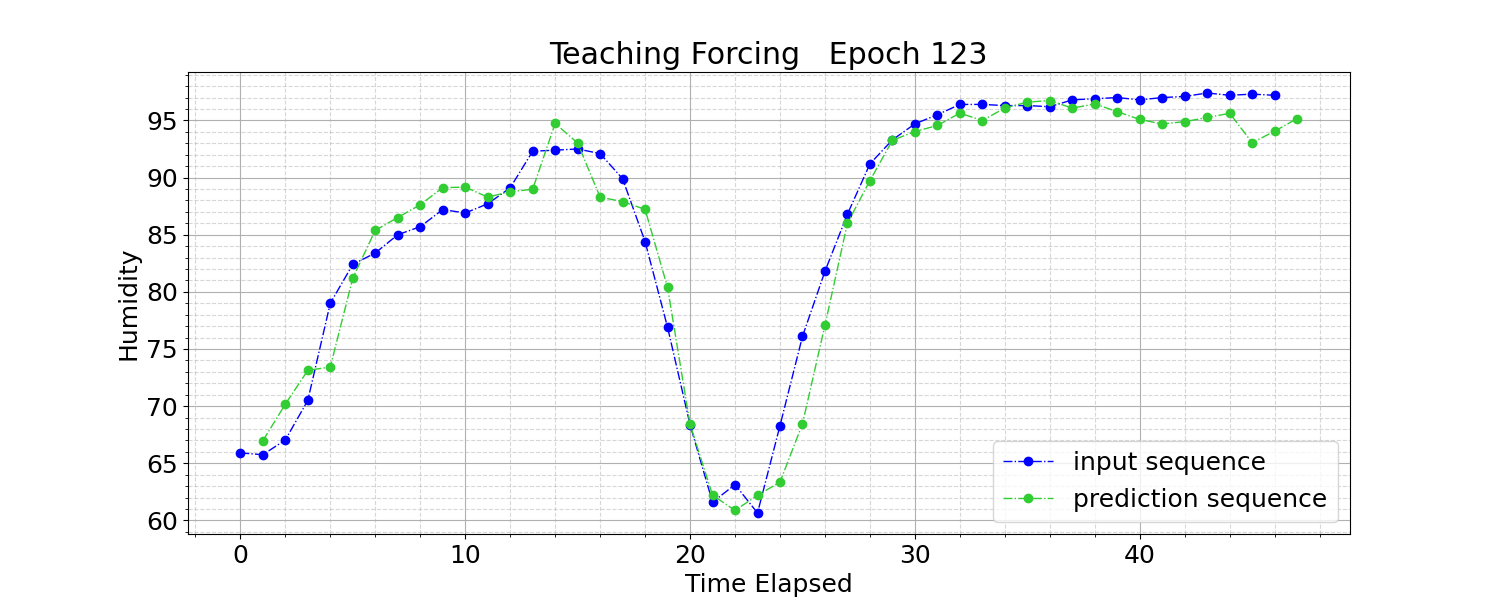 Teaching Forcing   Epoch 123
Humidity
95
90
85
80
75
70
65
60
input sequence
prediction sequence
0 10 20 30 40
Time Elapsed